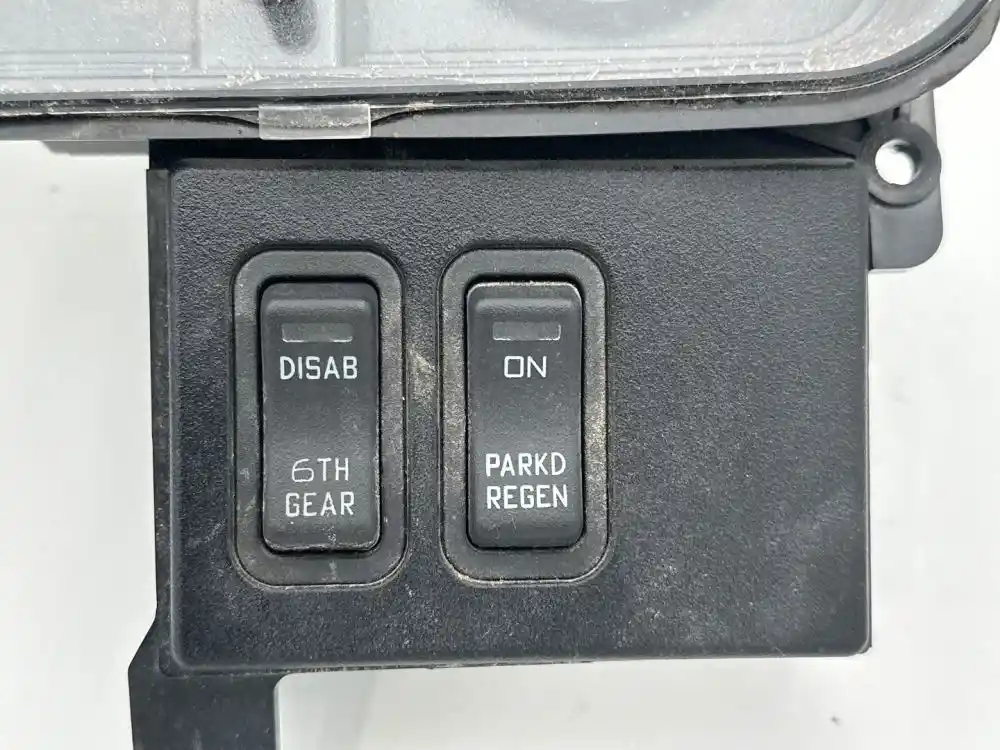 DISAB
6TH
GEAR
ON
PARKD
REGEN